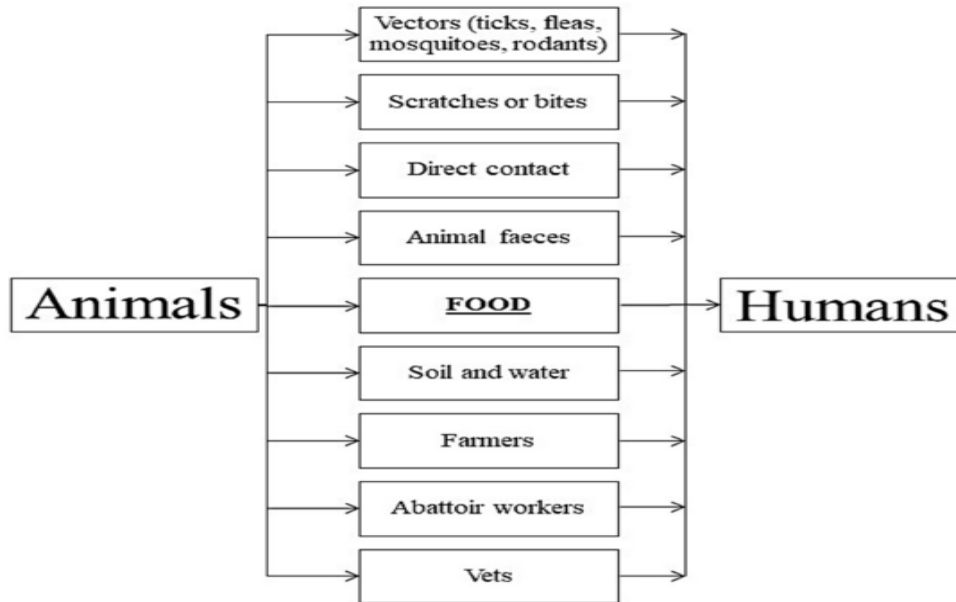 Vectors (ticks, fleas,
mosquitoes, rodants)
Scratches or bites
Direct contact
Animal faeces
Animals
FOOD
Humans
Soil and water
Farmers
Abattoir workers
Vets